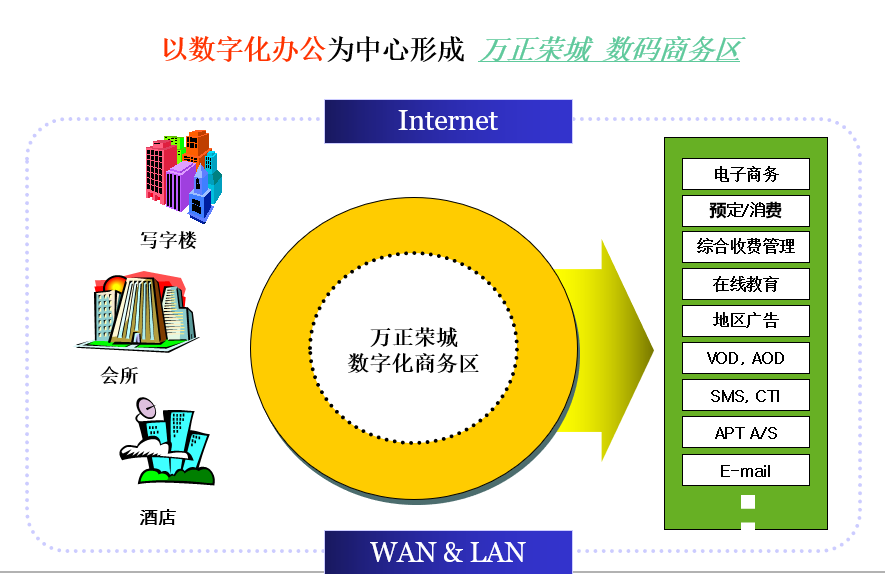 以数字化办公为中心形成 万正荣城 数码商务区
Internet
写字楼
会所
酒店
万正荣城
数字化商务区
电子商务
预定/消费
综合收费管理
在线教育
地区广告
VOD, AOD
SMS, CTI
APT A/S
E-mail
WAN & LAN